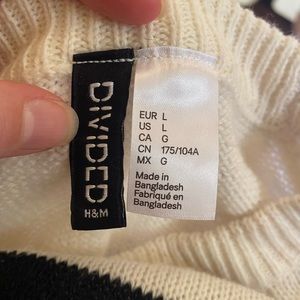 DIVIDED
H&M
EUR L
US L
CA G
CN 175/104A
MX G
Made in
Bangladesh
Fabriqué en
Bangladesh